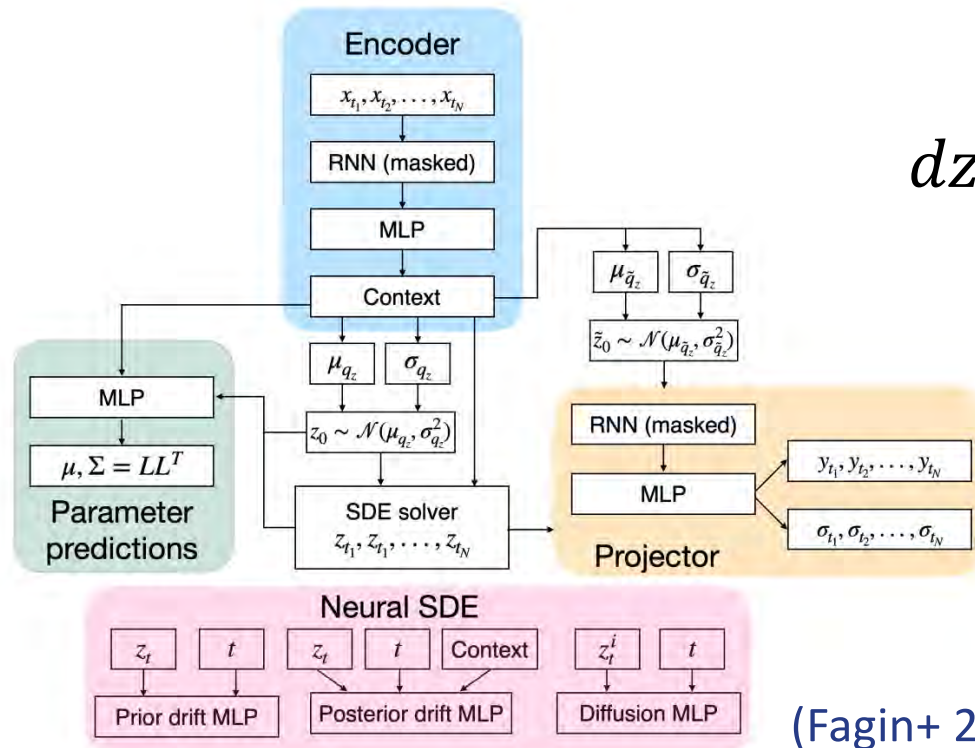 Encoder
x_{t_1}, x_{t_2}, . . . , x_{t_N}
RNN (masked)
MLP
Context
dz
μ_{q̃_z}
σ_{q̃_z}
z̃_0 ∼ 𝒩(μ_{q̃_z}, σ²_{q̃_z})
μ_{q_z}
σ_{q_z}
z_0 ∼ 𝒩(μ_{q_z}, σ²_{q_z})
SDE solver
z_{t_1}, z_{t_1}, . . . , z_{t_N}
MLP
μ, Σ = LL^T
Parameter
predictions
RNN (masked)
MLP
y_{t_1}, y_{t_2}, . . . , y_{t_N}
σ_{t_1}, σ_{t_2}, . . . , σ_{t_N}
Projector
Neural SDE
z_t
t
z_t
t
Context
z_t^i
t
Prior drift MLP
Posterior drift MLP
Diffusion MLP
(Fagin+ 2